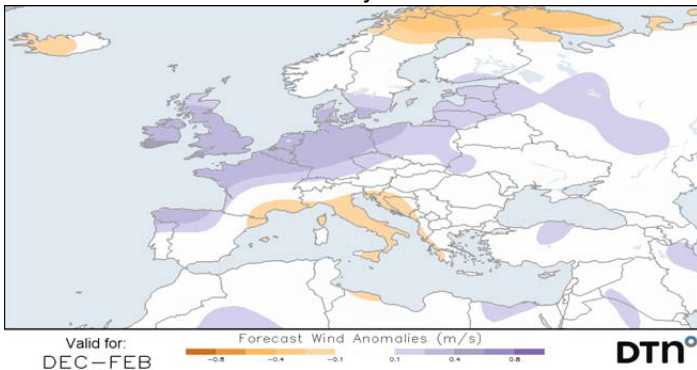 Valid for:
DEC-FEB
Forecast Wind Anomalies (m/s)
-0.8 -0.4 -0.1 0.1 0.4 0.8
DTN